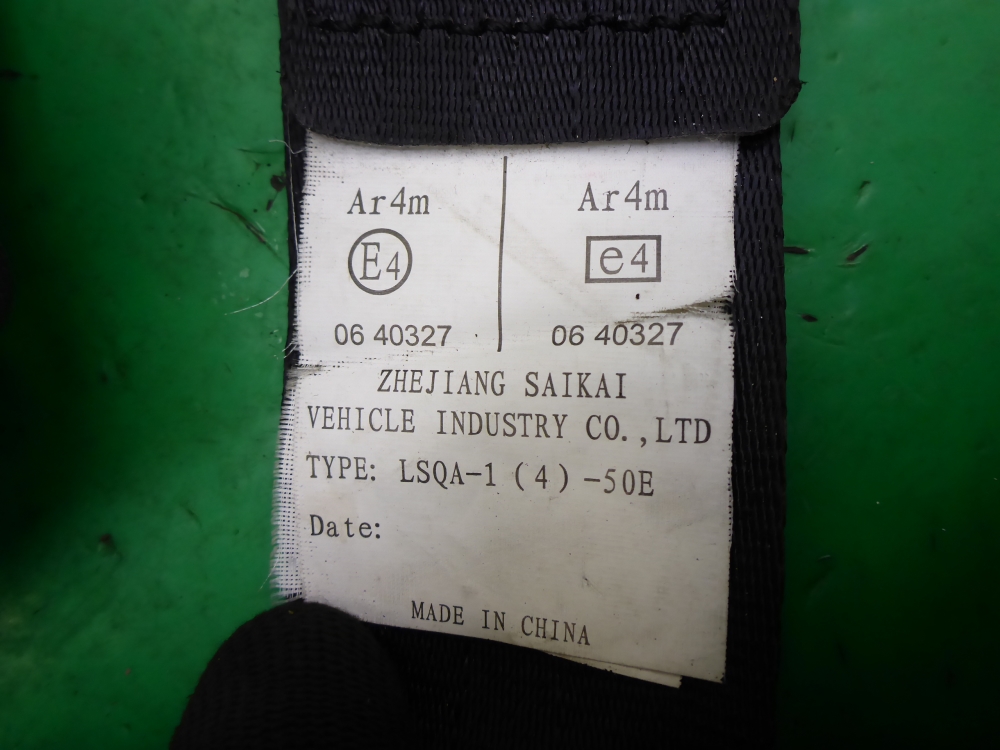 Ar4m
E4
06 40327
Ar4m
e4
06 40327
ZHEJIANG SAIKAI
VEHICLE INDUSTRY CO.,LTD
TYPE: LSQA-1 (4) -50E
Date:
MADE IN CHINA